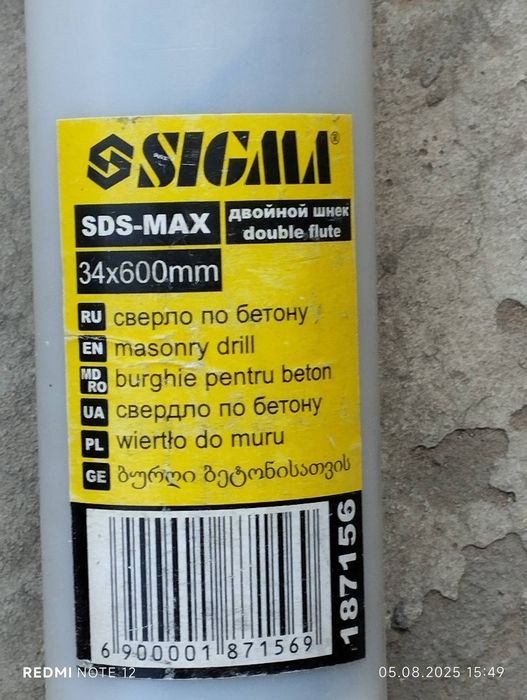 SIGMA®
SDS-MAX
двойной шнек
double flute
34x600mm
RU сверло по бетону
EN masonry drill
MD RO burghie pentru beton
UA свердло по бетону
PL wiertło do muru
GE ბურღი ბეტონისათვის
187156
6 900001 871569
REDMI NOTE 12
05.08.2025 15:49